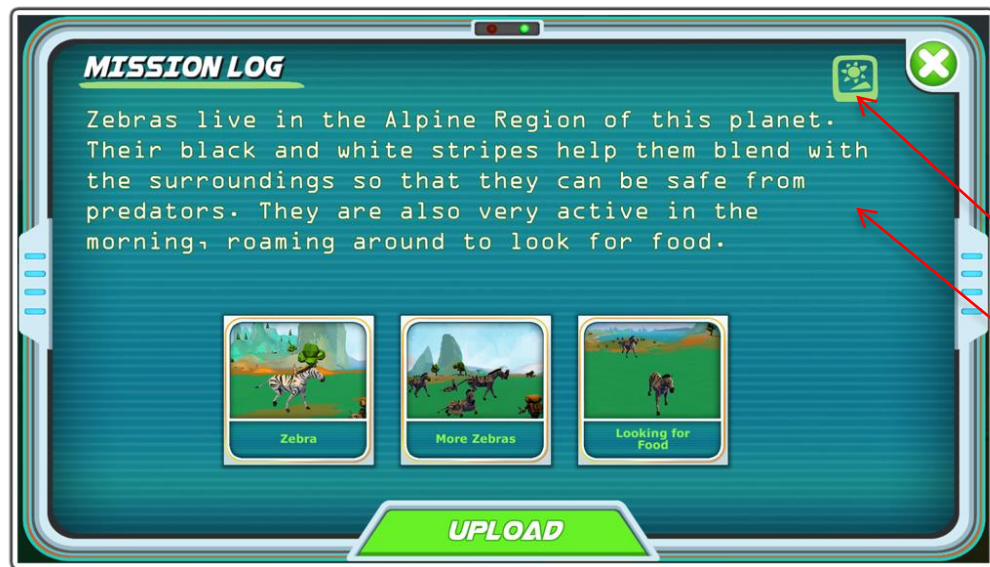 MISSION LOG
Zebras live in the Alpine Region of this planet.
Their black and white stripes help them blend with
the surroundings so that they can be safe from
predators. They are also very active in the
morning, roaming around to look for food.
Zebra
More Zebras
Looking for
Food
UPLOAD